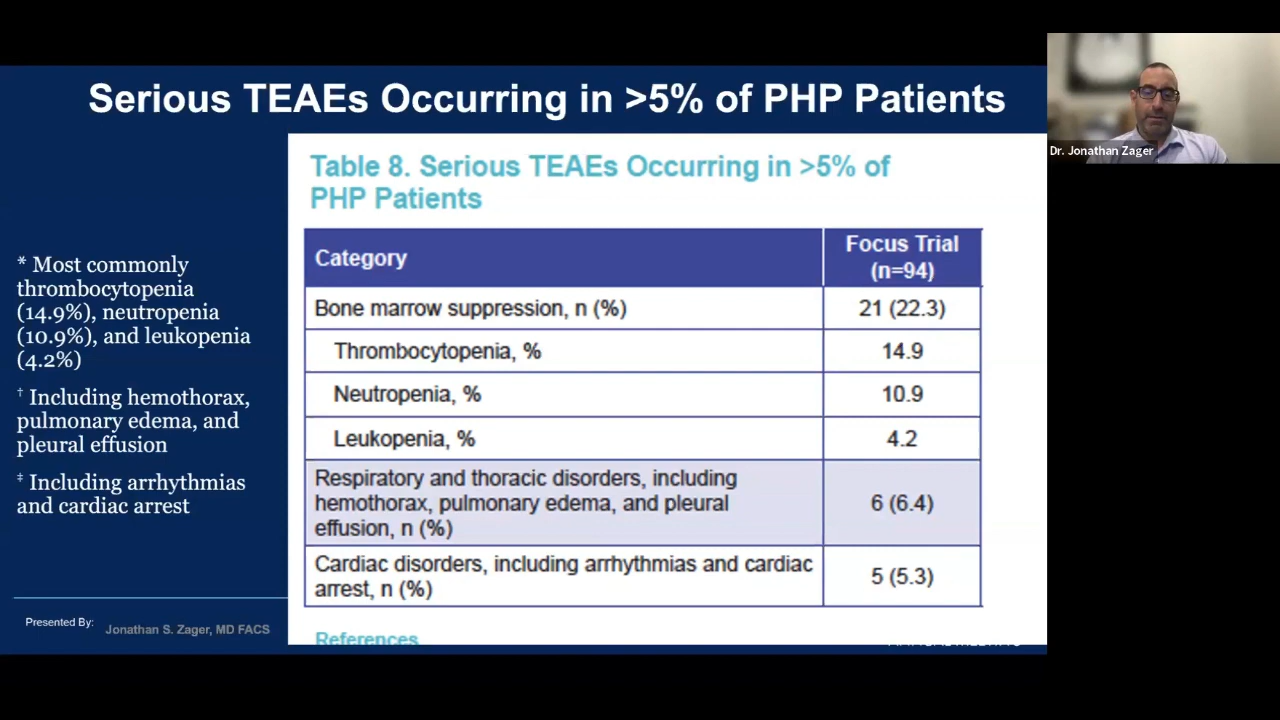 Serious TEAEs Occurring in >5% of PHP Patients
Dr. Jonathan Zager
* Most commonly
thrombocytopenia
(14.9%), neutropenia
(10.9%), and leukopenia
(4.2%)
† Including hemothorax,
pulmonary edema, and
pleural effusion
‡ Including arrhythmias
and cardiac arrest
Presented By: Jonathan S. Zager, MD FACS
Table 8. Serious TEAEs Occurring in >5% of
PHP Patients
Category
Focus Trial
(n=94)
Bone marrow suppression, n (%) 21 (22.3)
Thrombocytopenia, % 14.9
Neutropenia, % 10.9
Leukopenia, % 4.2
Respiratory and thoracic disorders, including
hemothorax, pulmonary edema, and pleural
effusion, n (%)
6 (6.4)
Cardiac disorders, including arrhythmias and cardiac
arrest, n (%)
5 (5.3)
References